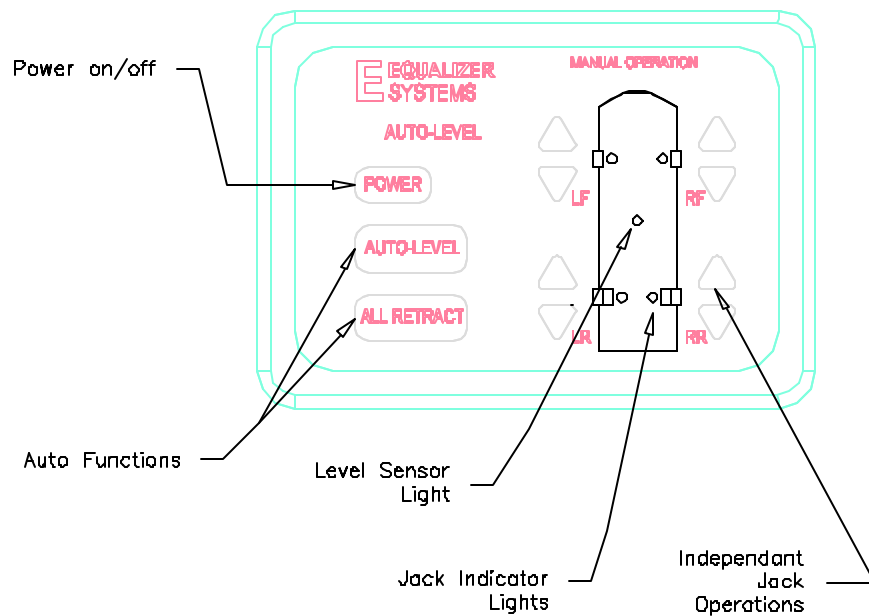 Power on/off
EQUALIZER
SYSTEMS
AUTO-LEVEL
MANUAL OPERATION
POWER
LF
RF
AUTO-LEVEL
ALL RETRACT
LR
RR
Auto Functions
Level Sensor
Light
Jack Indicator
Lights
Independant
Jack
Operations